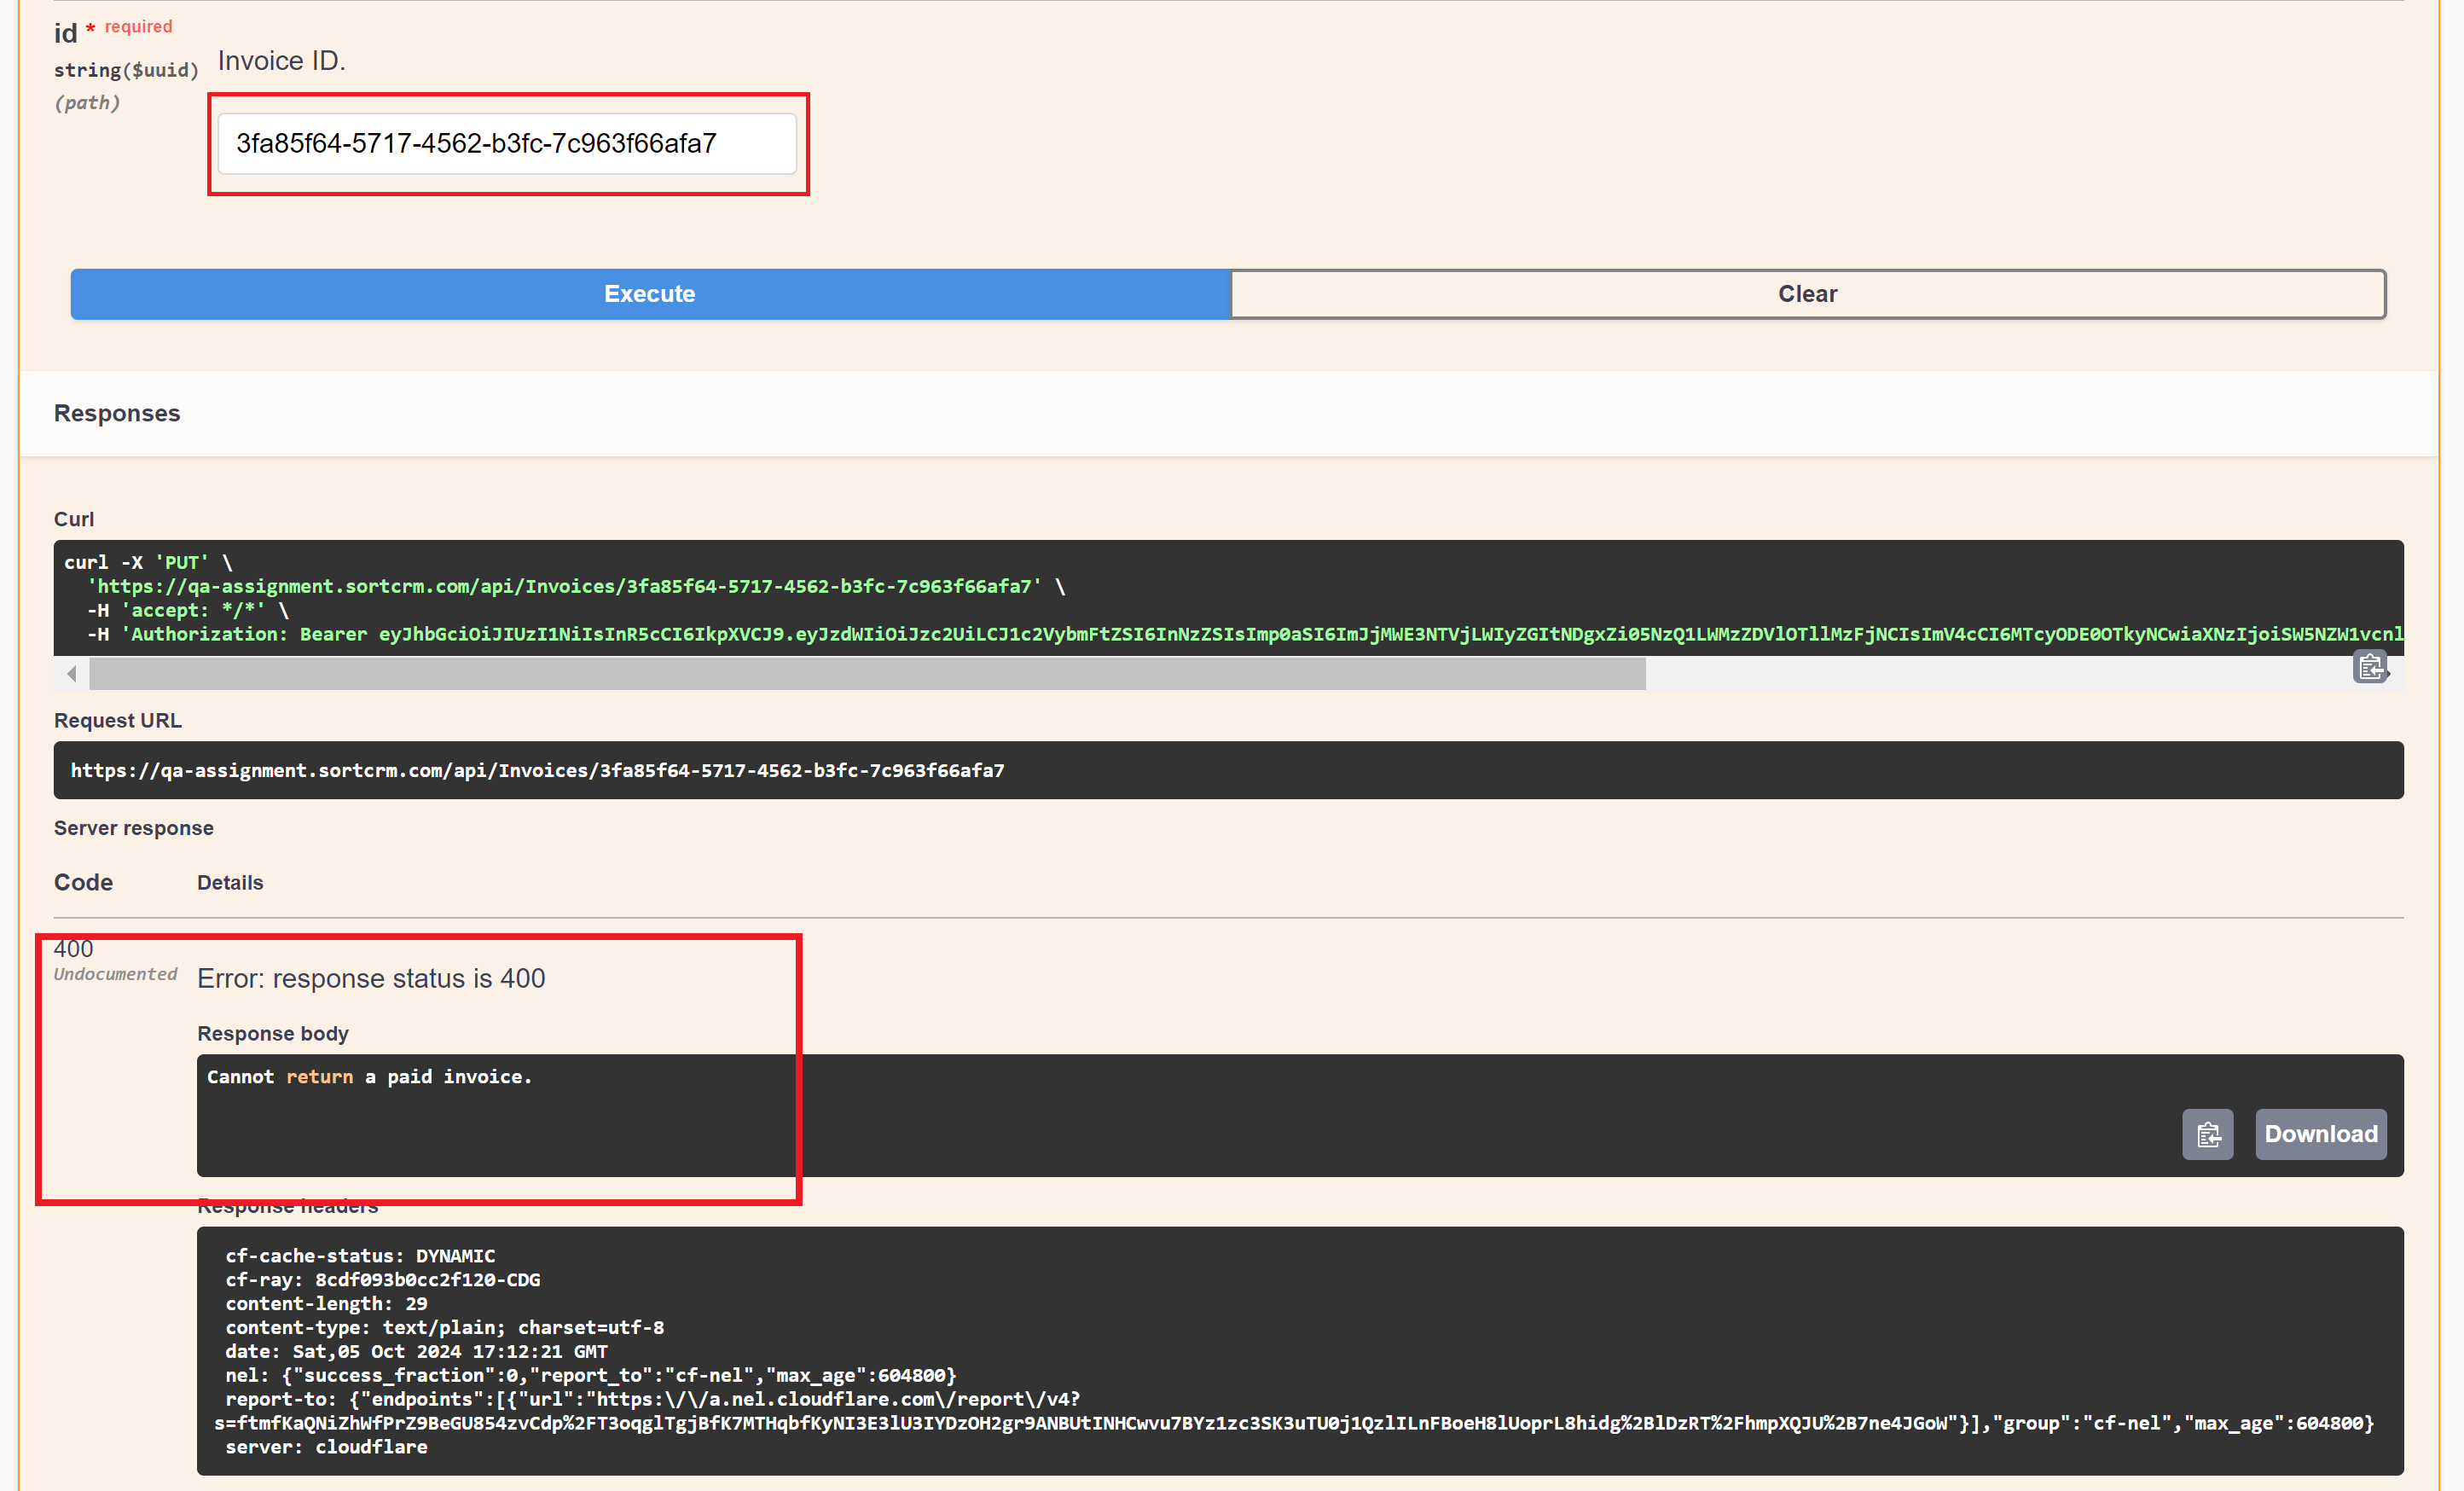 id * required
string($uuid)
(path)
Invoice ID.
3fa85f64-5717-4562-b3fc-7c963f66afa7
Execute
Clear
Responses
Curl
curl -X 'PUT' \
'https://qa-assignment.sortcrm.com/api/Invoices/3fa85f64-5717-4562-b3fc-7c963f66afa7' \
-H 'accept: */*' \
-H 'Authorization: Bearer eyJhbGciOiJIUzI1NiIsInR5cCI6IkpXVCJ9.eyJzdWIiOiJzc2UiLCJ1c2VybmFtZSI6InNzZSIsImp0aSI6ImJjMWE3NTVjLWIyZGItNDgxZi05NzQ1LWMzZDVlOTllMzFjNCIsImV4cCI6MTcyODE0OTkyNCwiaXNzIjoiSW5NZW1vcnl
Request URL
https://qa-assignment.sortcrm.com/api/Invoices/3fa85f64-5717-4562-b3fc-7c963f66afa7
Server response
Code
Details
400
Undocumented
Error: response status is 400
Response body
Cannot return a paid invoice.
Download
Response headers
cf-cache-status: DYNAMIC
cf-ray: 8cdf093b0cc2f120-CDG
content-length: 29
content-type: text/plain; charset=utf-8
date: Sat,05 Oct 2024 17:12:21 GMT
nel: {"success_fraction":0,"report_to":"cf-nel","max_age":604800}
report-to: {"endpoints":[{"url":"https:\/\/a.nel.cloudflare.com\/report\/v4?
s=ftmfKaQNiZhWfPrZ9BeGU854zvCdp%2FT3oqglTgjBfK7MTHqbfKyNI3E3lU3IYDzOH2gr9ANBUtINHCwvu7BYz1zc3SK3uTU0j1QzlILnFBoeH8lUoprL8hidg%2BlDzRT%2FhmpXQJU%2B7ne4JGoW"}],"group":"cf-nel","max_age":604800}
server: cloudflare